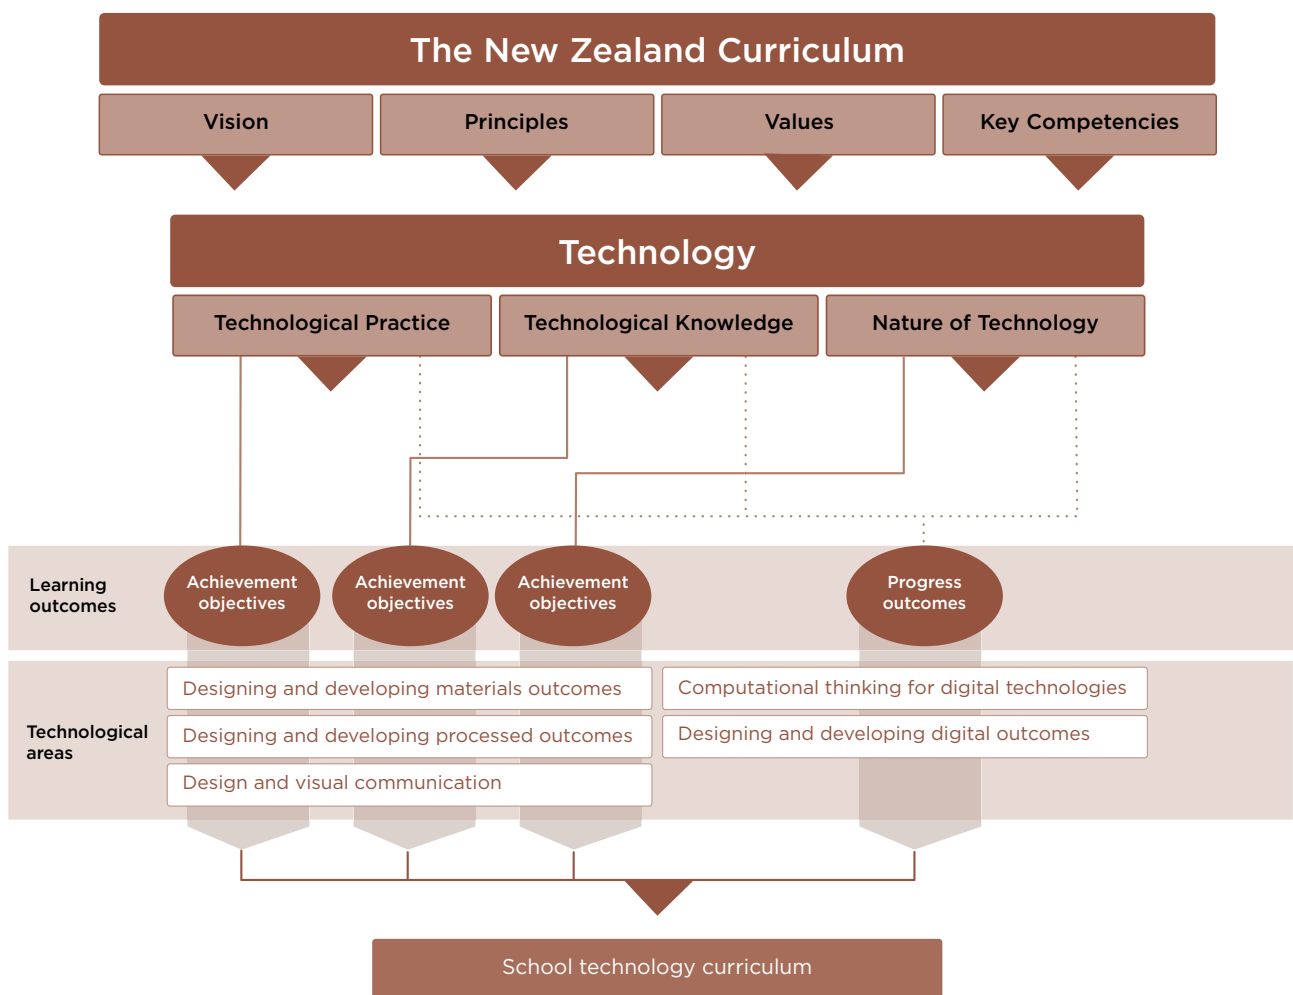 The New Zealand Curriculum
Vision
Principles
Values
Key Competencies
Technology
Technological Practice
Technological Knowledge
Nature of Technology
Learning
outcomes
Achievement
objectives
Achievement
objectives
Achievement
objectives
Progress
outcomes
Technological
areas
Designing and developing materials outcomes
Designing and developing processed outcomes
Design and visual communication
Computational thinking for digital technologies
Designing and developing digital outcomes
School technology curriculum